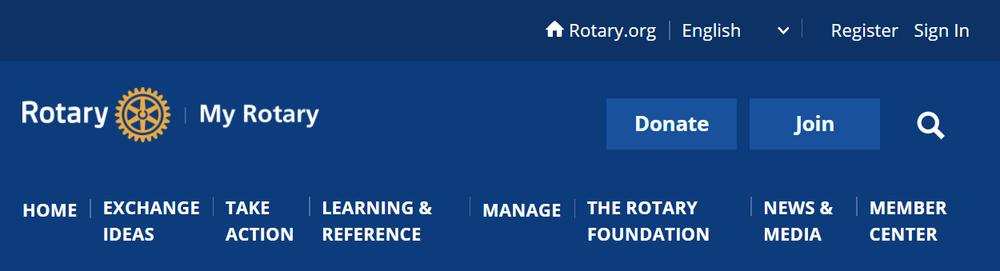 Rotary.org English Register Sign In
Rotary My Rotary
Donate Join
HOME
EXCHANGE
IDEAS
TAKE
ACTION
LEARNING &
REFERENCE
MANAGE
THE ROTARY
FOUNDATION
NEWS &
MEDIA
MEMBER
CENTER